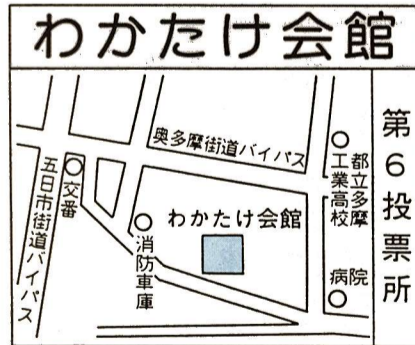 わかたけ会館
第6投票所
奥多摩街道バイパス
五日市街道バイパス
交番
消防車庫
わかたけ会館
都立多摩
工業高校
病院